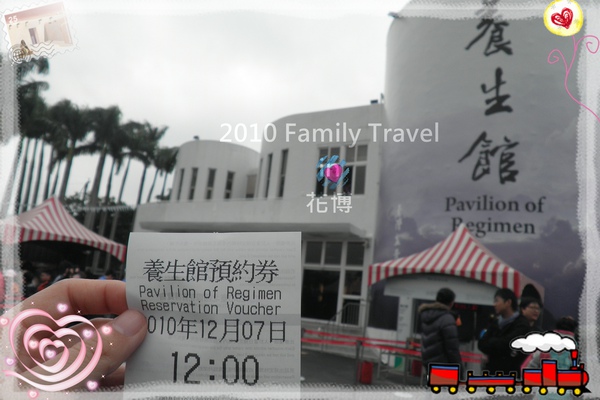 養生館
Pavilion of
Regimen
2010 Family Travel
花博
養生館預約券
Pavilion of Regimen
Reservation Voucher
2010年12月07日
12:00